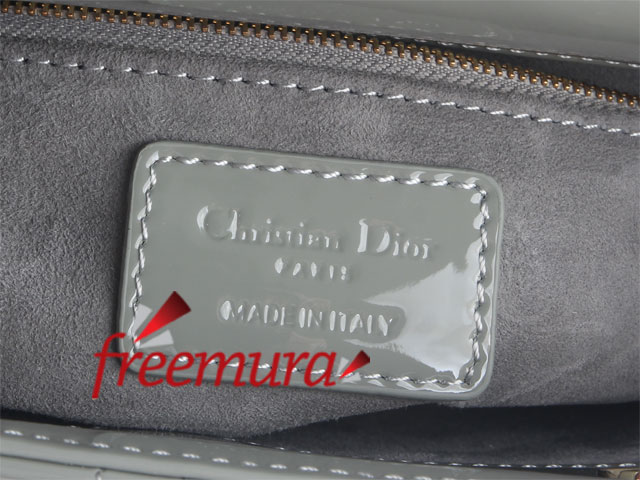 Christian Dior
PARIS
MADE IN ITALY
freemura